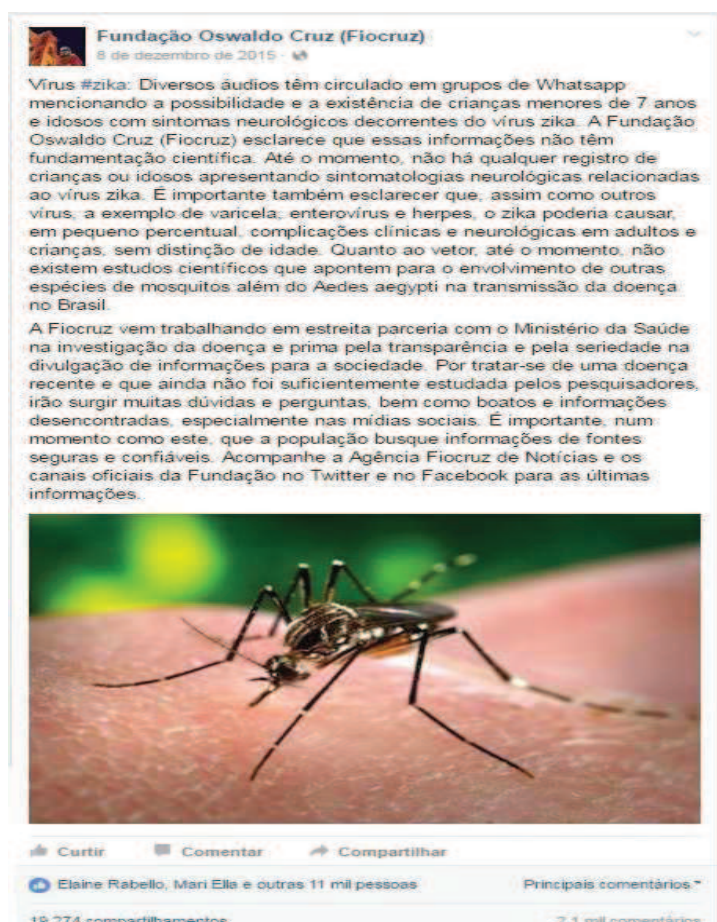 Fundação Oswaldo Cruz (Fiocruz)
8 de dezembro de 2015 ·
Vírus #zika: Diversos áudios têm circulado em grupos de Whatsapp
mencionando a possibilidade e a existência de crianças menores de 7 anos
e idosos com sintomas neurológicos decorrentes do vírus zika. A Fundação
Oswaldo Cruz (Fiocruz) esclarece que essas informações não têm
fundamentação científica. Até o momento, não há qualquer registro de
crianças ou idosos apresentando sintomatologias neurológicas relacionadas
ao vírus zika. É importante também esclarecer que, assim como outros
vírus, a exemplo de varicela, enterovírus e herpes, o zika poderia causar,
em pequeno percentual, complicações clínicas e neurológicas em adultos e
crianças, sem distinção de idade. Quanto ao vetor, até o momento, não
existem estudos científicos que apontem para o envolvimento de outras
espécies de mosquitos além do Aedes aegypti na transmissão da doença
no Brasil.
A Fiocruz vem trabalhando em estreita parceria com o Ministério da Saúde
na investigação da doença e prima pela transparência e pela seriedade na
divulgação de informações para a sociedade. Por tratar-se de uma doença
recente e que ainda não foi suficientemente estudada pelos pesquisadores,
irão surgir muitas dúvidas e perguntas, bem como boatos e informações
desencontradas, especialmente nas mídias sociais. É importante, num
momento como este, que a população busque informações de fontes
seguras e confiáveis. Acompanhe a Agência Fiocruz de Notícias e os
canais oficiais da Fundação no Twitter e no Facebook para as últimas
informações.
Curtir Comentar Compartilhar
Elaine Rabello, Mari Ella e outras 11 mil pessoas Principais comentários
19.274 compartilhamentos 2,1 mil comentários